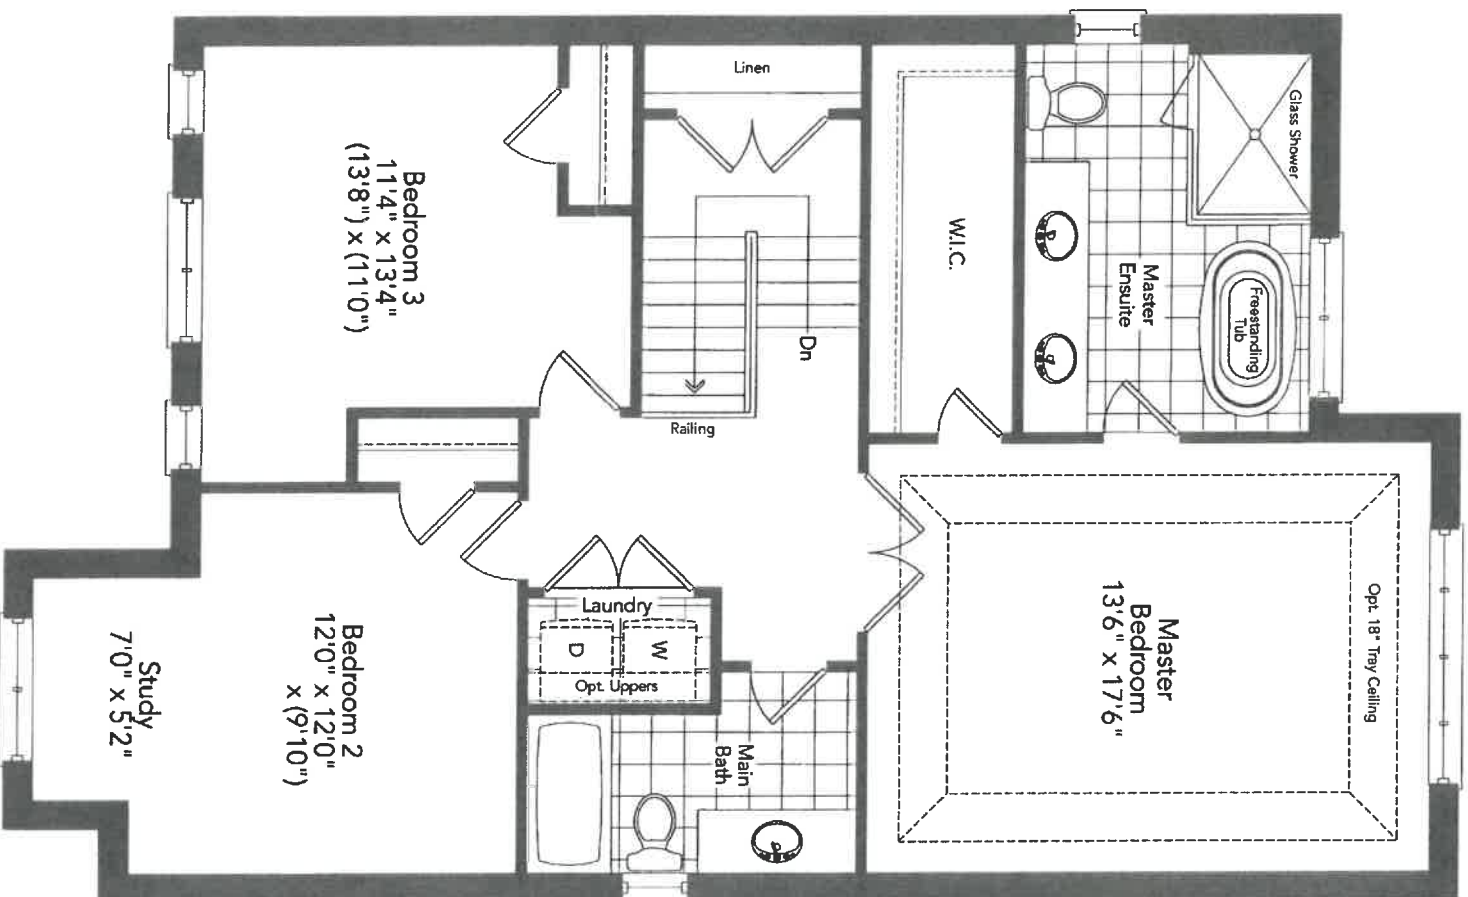 Linen
Glass Shower
Bedroom 3
11'4" x 13'4"
(13'8") x (11'0")
W.I.C.
Master
Ensuite
Freestanding
Tub
Dn
Railing
Opt 18" Tray Ceiling
Master
Bedroom
13'6" x 17'6"
Laundry
D
W
Opt. Uppers
Bedroom 2
12'0" x 12'0"
x (9'10")
Study
7'0" x 5'2"
Main
Bath